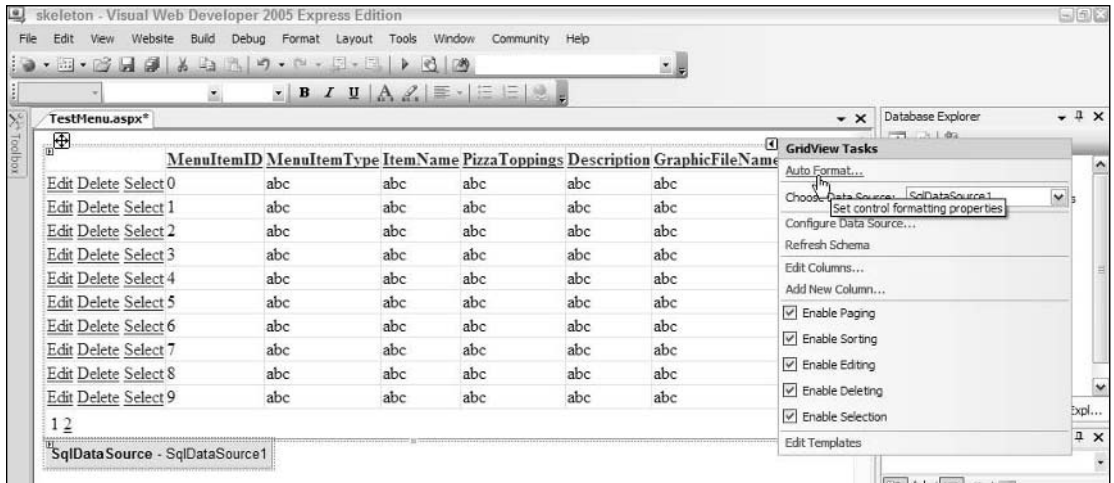 skeleton - Visual Web Developer 2005 Express Edition
File Edit View Website Build Debug Format Layout Tools Window Community Help
B I U A
Toolbox
TestMenu.aspx*
Database Explorer
MenuItemID MenuItemType ItemName PizzaToppings Description GraphicFileName
Edit Delete Select 0 abc abc abc abc abc
Edit Delete Select 1 abc abc abc abc abc
Edit Delete Select 2 abc abc abc abc abc
Edit Delete Select 3 abc abc abc abc abc
Edit Delete Select 4 abc abc abc abc abc
Edit Delete Select 5 abc abc abc abc abc
Edit Delete Select 6 abc abc abc abc abc
Edit Delete Select 7 abc abc abc abc abc
Edit Delete Select 8 abc abc abc abc abc
Edit Delete Select 9 abc abc abc abc abc
1 2
SqlDataSource - SqlDataSource1
GridView Tasks
Auto Format...
Choose Data Source: SqlDataSource1
Set control formatting properties
Configure Data Source...
Refresh Schema
Edit Columns...
Add New Column...
Enable Paging
Enable Sorting
Enable Editing
Enable Deleting
Enable Selection
Edit Templates